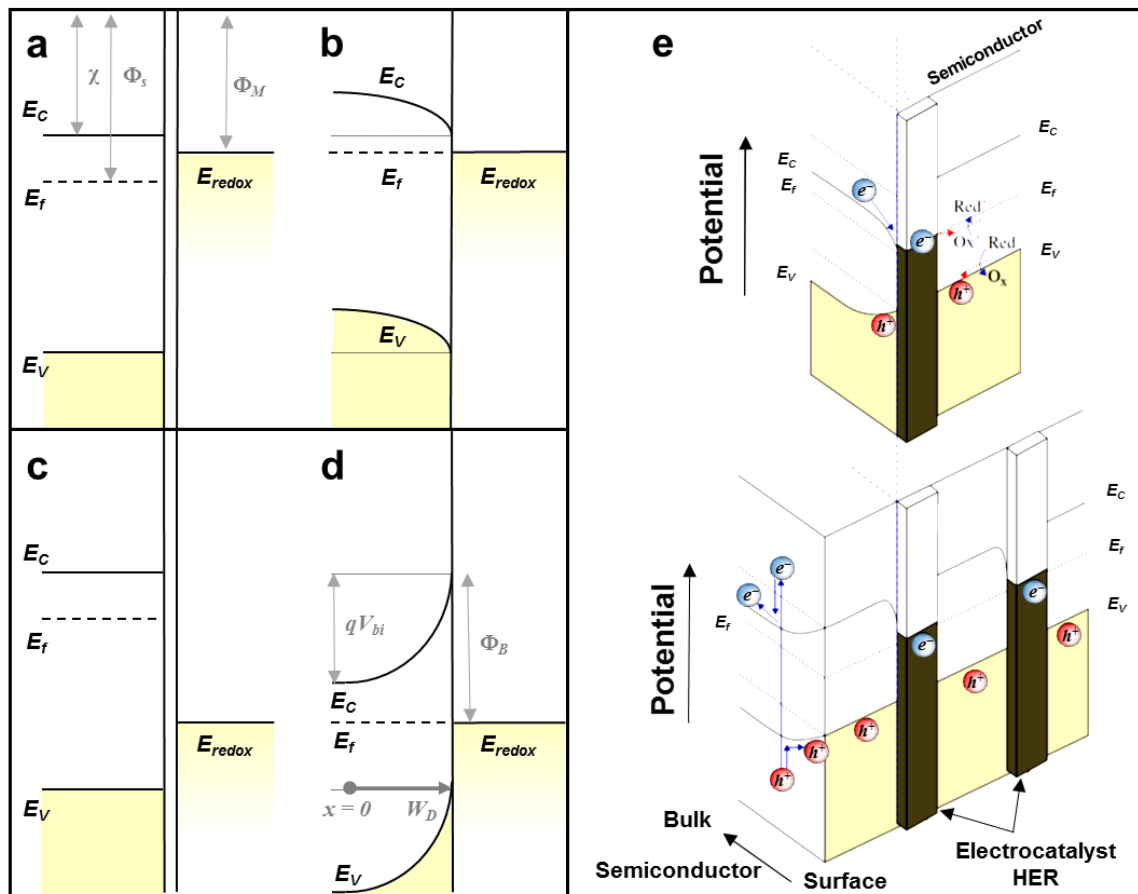 a
χ
Φs
ΦM
EC
Ef
Eredox
EV
b
EC
Ef
Eredox
EV
c
EC
Ef
Eredox
EV
d
qVbi
ΦB
EC
Ef
Eredox
x = 0
WD
EV
e
Semiconductor
Potential
EC
Ef
EV
e−
e−
h+
h+
Red
Ox
Red
Ox
EC
Ef
EV
Potential
Ef
e−
e−
e−
e−
h+
h+
h+
h+
h+
EC
Ef
EV
Bulk
Semiconductor
Surface
Electrocatalyst
HER